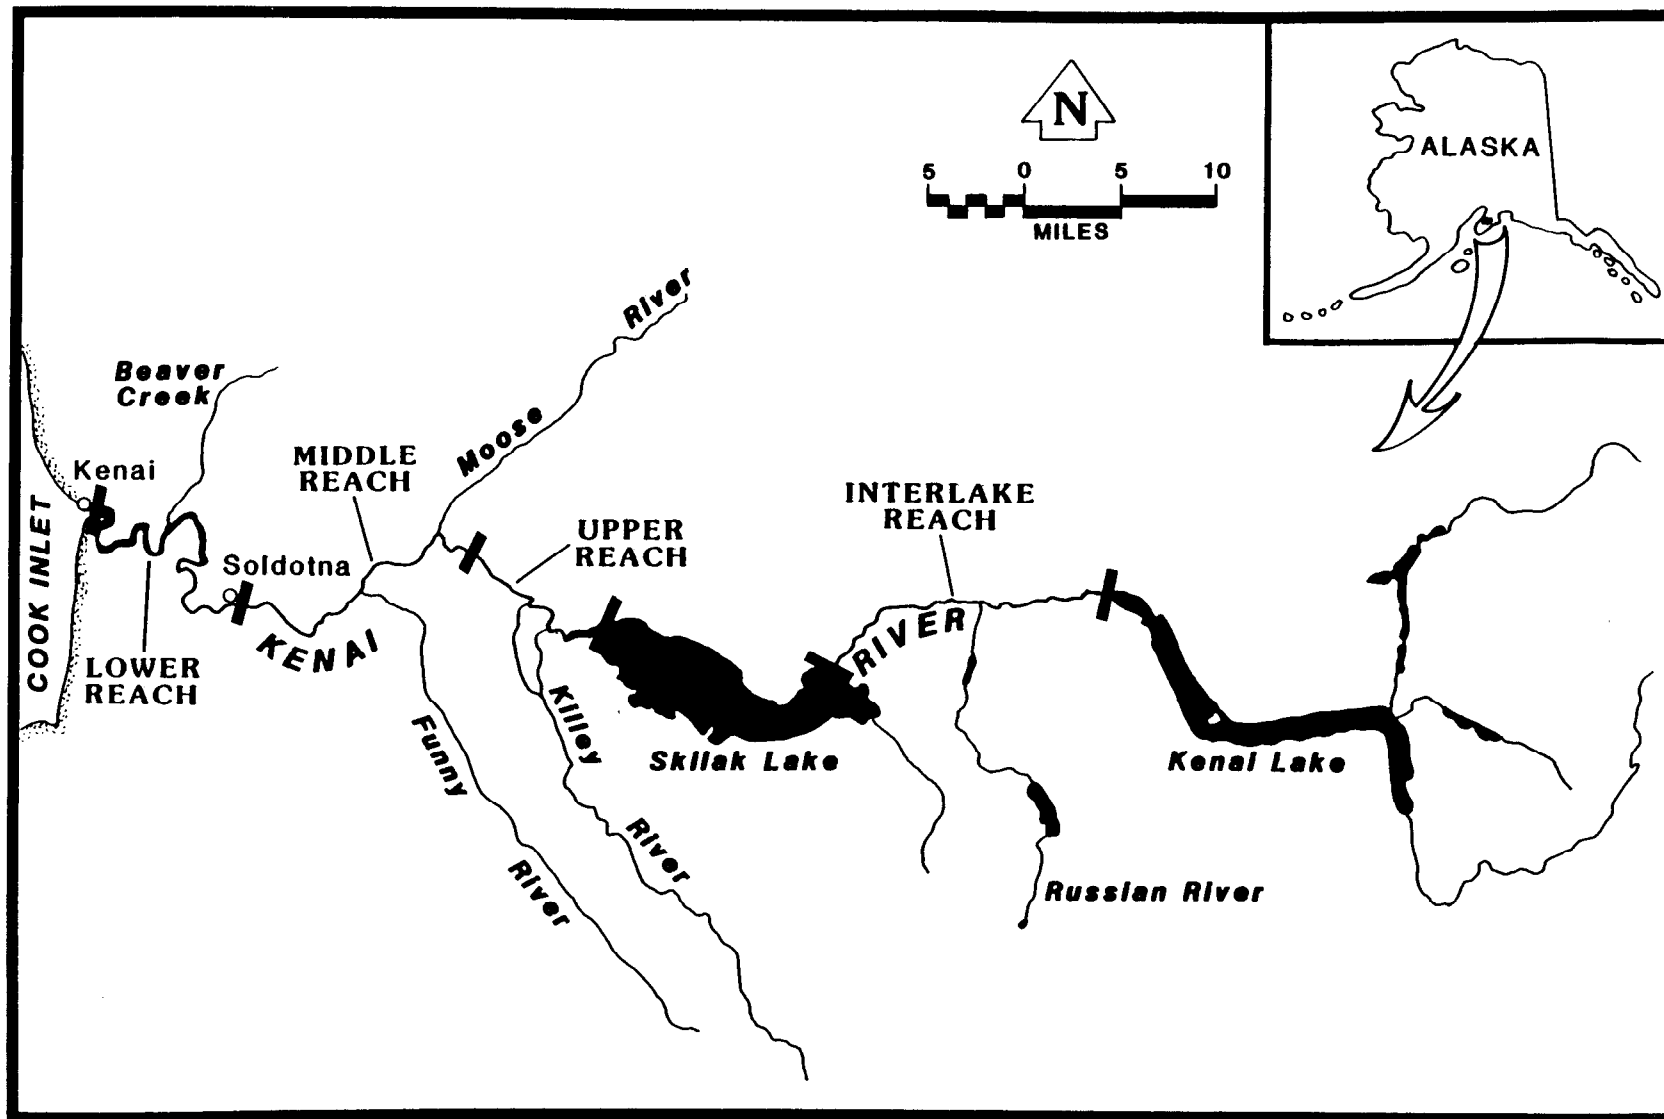 N
5 0 5 10
MILES
ALASKA
Beaver
Creek
Moose
River
Kenai
MIDDLE
REACH
INTERLAKE
REACH
UPPER
REACH
COOK INLET
Soldotna
KENAI
RIVER
LOWER
REACH
Funny
River
Killey
River
Skilak Lake
Kenai Lake
Russian River